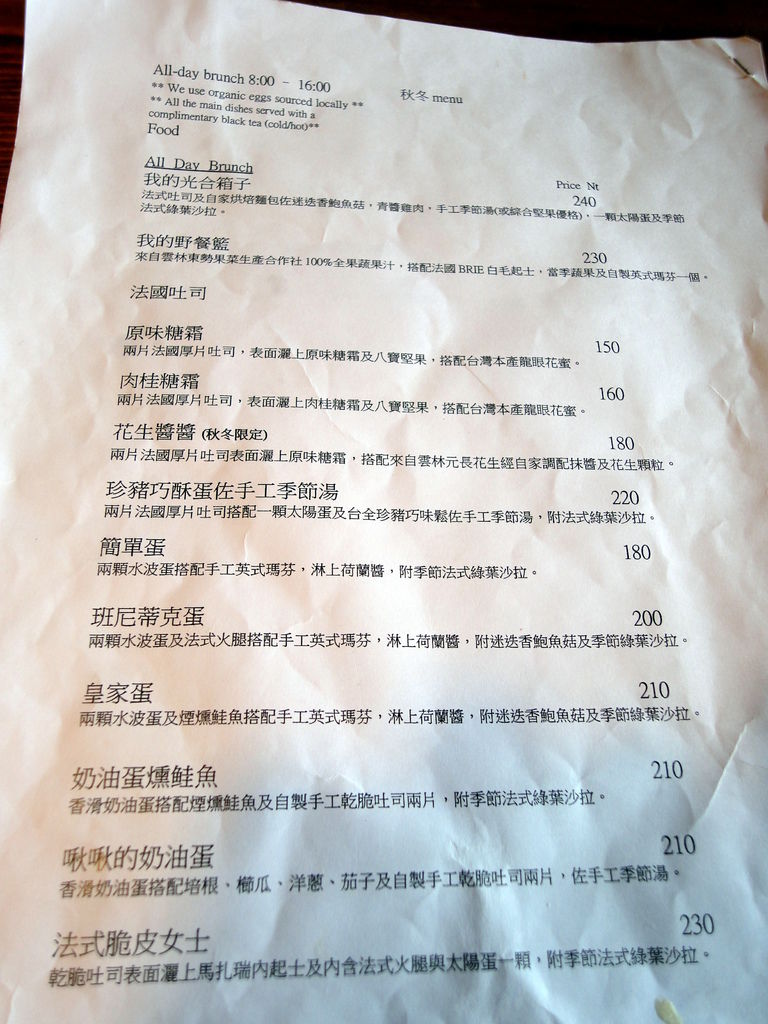 All-day brunch 8:00 - 16:00
秋冬 menu
** We use organic eggs sourced locally **
** All the main dishes served with a
complimentary black tea (cold/hot)**
Food
All Day Brunch
Price Nt
我的光合箱子 240
法式吐司及自家烘焙麵包佐迷迭香鮑魚菇，青醬雞肉，手工季節湯(或綜合堅果優格)，一顆太陽蛋及季節
法式綠葉沙拉。
我的野餐籃 230
來自雲林東勢果菜生產合作社 100%全果蔬果汁，搭配法國 BRIE 白毛起士，當季蔬果及自製英式瑪芬一個。
法國吐司
原味糖霜 150
兩片法國厚片吐司，表面灑上原味糖霜及八寶堅果，搭配台灣本產龍眼花蜜。
肉桂糖霜 160
兩片法國厚片吐司，表面灑上肉桂糖霜及八寶堅果，搭配台灣本產龍眼花蜜。
花生醬醬 (秋冬限定) 180
兩片法國厚片吐司表面灑上原味糖霜，搭配來自雲林元長花生經自家調配抹醬及花生顆粒。
珍豬巧酥蛋佐手工季節湯 220
兩片法國厚片吐司搭配一顆太陽蛋及台全珍豬巧味鬆佐手工季節湯，附法式綠葉沙拉。
簡單蛋 180
兩顆水波蛋搭配手工英式瑪芬，淋上荷蘭醬，附季節法式綠葉沙拉。
班尼蒂克蛋 200
兩顆水波蛋及法式火腿搭配手工英式瑪芬，淋上荷蘭醬，附迷迭香鮑魚菇及季節綠葉沙拉。
皇家蛋 210
兩顆水波蛋及煙燻鮭魚搭配手工英式瑪芬，淋上荷蘭醬，附迷迭香鮑魚菇及季節綠葉沙拉。
奶油蛋燻鮭魚 210
香滑奶油蛋搭配煙燻鮭魚及自製手工乾脆吐司兩片，附季節法式綠葉沙拉。
啾啾的奶油蛋 210
香滑奶油蛋搭配培根、櫛瓜、洋蔥、茄子及自製手工乾脆吐司兩片，佐手工季節湯。
法式脆皮女士 230
乾脆吐司表面灑上馬扎瑞內起士及內含法式火腿與太陽蛋一顆，附季節法式綠葉沙拉。